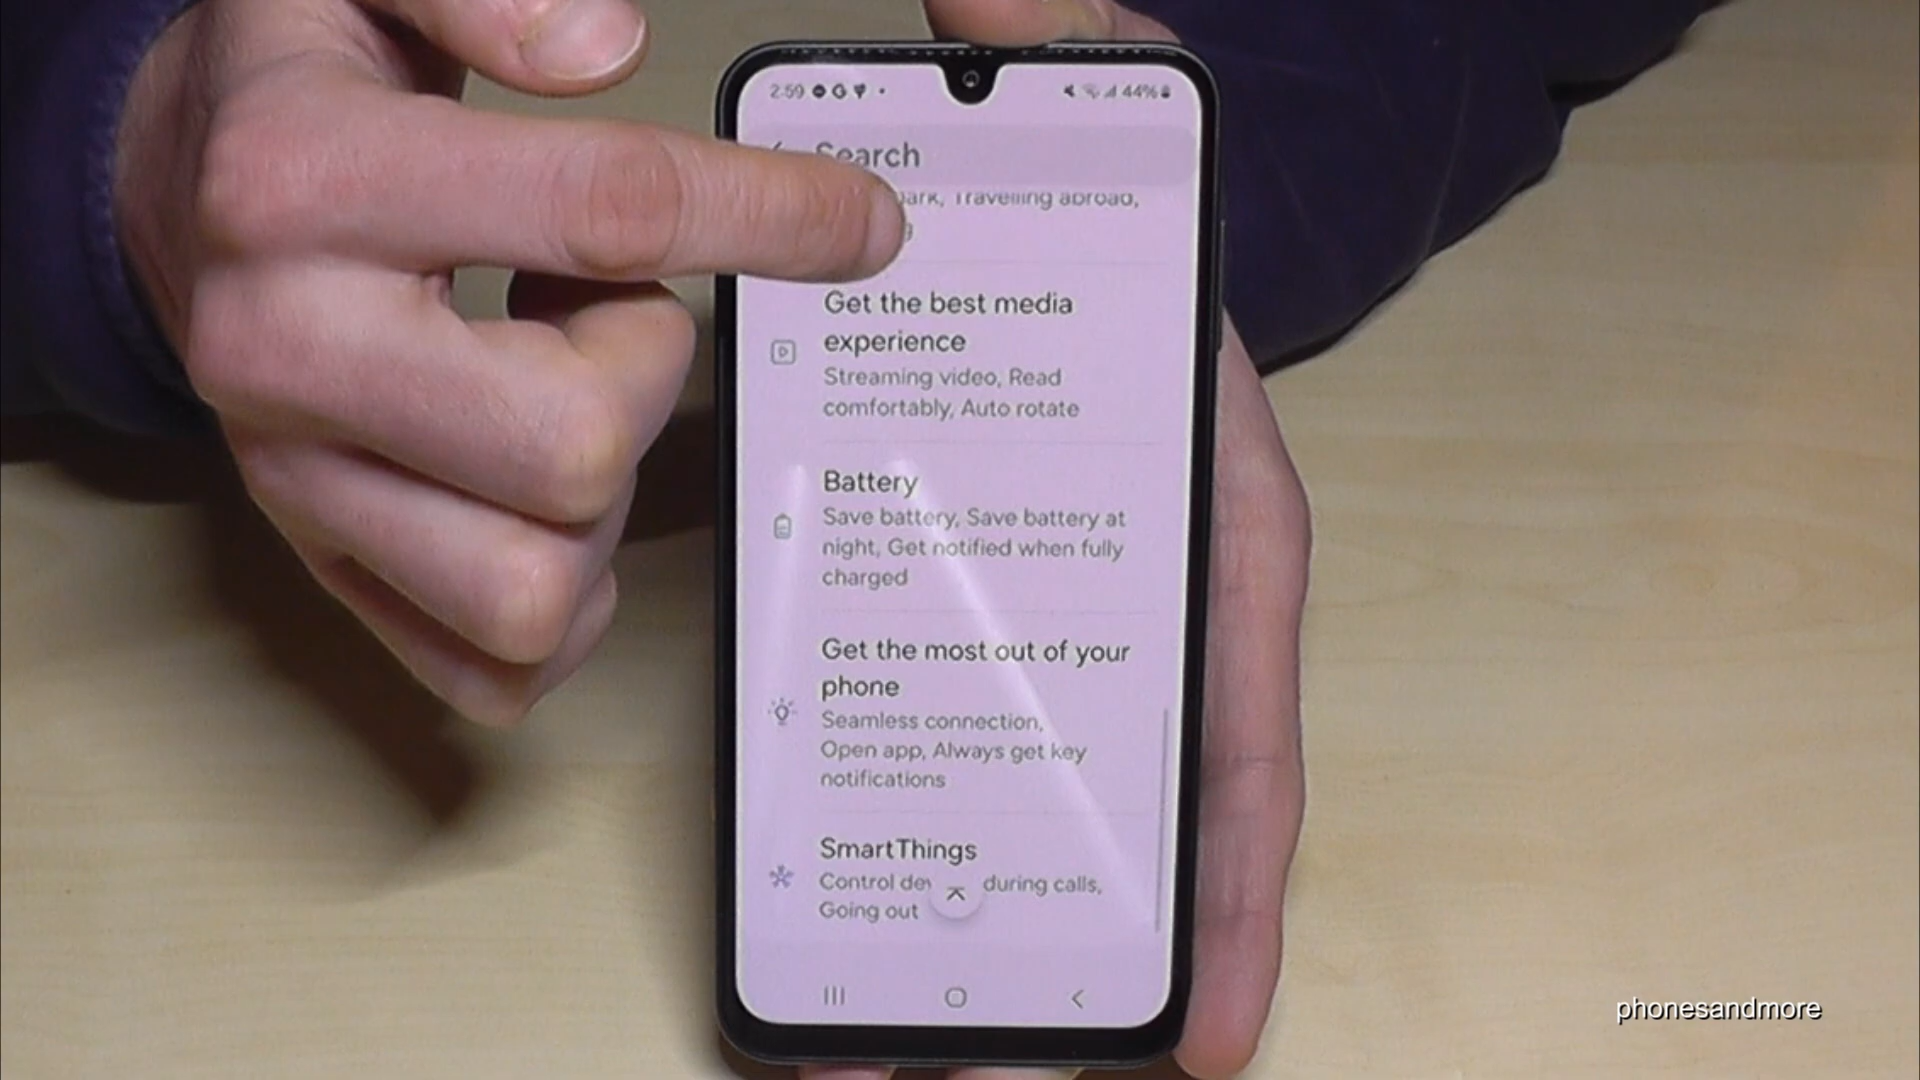 2:59 G 44%
Search
Travelling abroad,
Get the best media
experience
Streaming video, Read
comfortably, Auto rotate
Battery
Save battery, Save battery at
night, Get notified when fully
charged
Get the most out of your
phone
Seamless connection,
Open app, Always get key
notifications
SmartThings
Control during calls,
Going out
phonesandmore